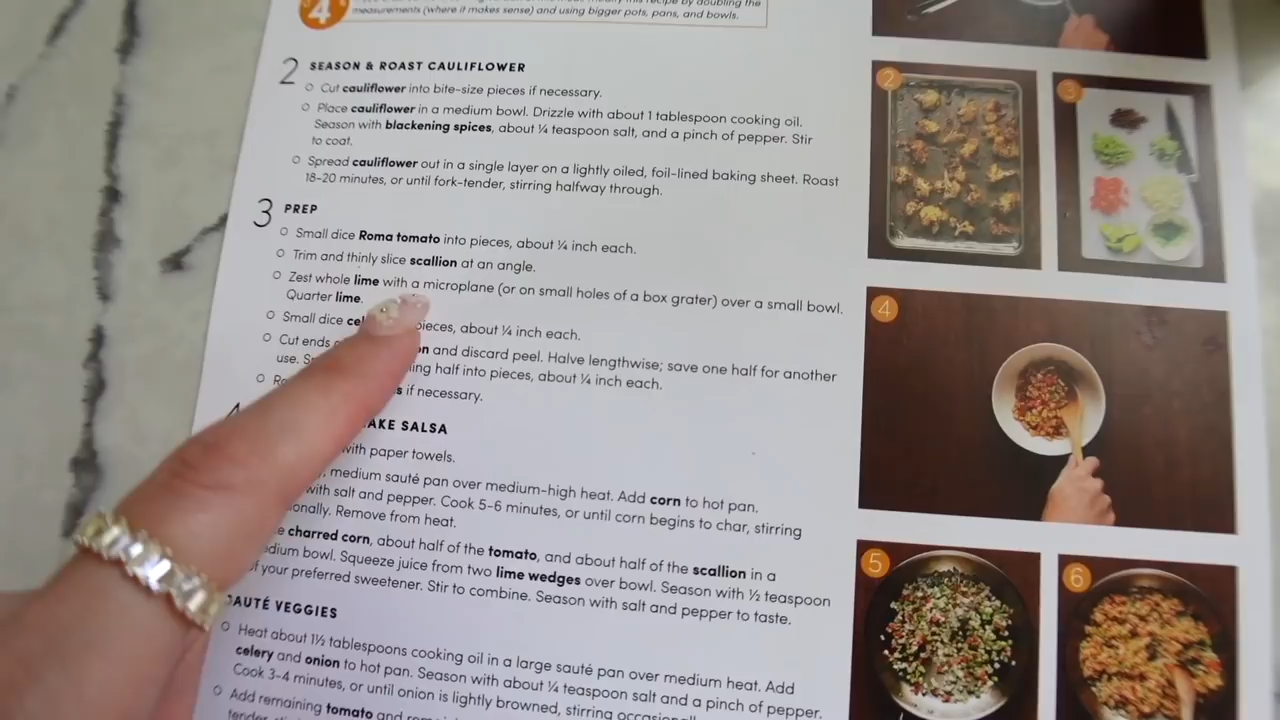 4
measurements (where it makes sense) and using bigger pots, pans, and bowls.
2 SEASON & ROAST CAULIFLOWER
Cut cauliflower into bite-size pieces if necessary.
Place cauliflower in a medium bowl. Drizzle with about 1 tablespoon cooking oil.
Season with blackening spices, about ¼ teaspoon salt, and a pinch of pepper. Stir
to coat.
Spread cauliflower out in a single layer on a lightly oiled, foil-lined baking sheet. Roast
18-20 minutes, or until fork-tender, stirring halfway through.
3 PREP
Small dice Roma tomato into pieces, about ¼ inch each.
Trim and thinly slice scallion at an angle.
Zest whole lime with a microplane (or on small holes of a box grater) over a small bowl.
Quarter lime.
Small dice pieces, about ¼ inch each.
Cut ends and discard peel. Halve lengthwise; save one half for another
use. half into pieces, about ¼ inch each.
if necessary.
SALSA
with paper towels.
medium sauté pan over medium-high heat. Add corn to hot pan.
with salt and pepper. Cook 5-6 minutes, or until corn begins to char, stirring
Remove from heat.
charred corn, about half of the tomato, and about half of the scallion in a
bowl. Squeeze juice from two lime wedges over bowl. Season with ½ teaspoon
of your preferred sweetener. Stir to combine. Season with salt and pepper to taste.
SAUTÉ VEGGIES
Heat about 1½ tablespoons cooking oil in a large sauté pan over medium heat. Add
celery and onion to hot pan. Season with about ¼ teaspoon salt and a pinch of pepper.
Cook 3-4 minutes, or until onion is lightly browned, stirring
Add remaining tomato and
2
3
4
5
6